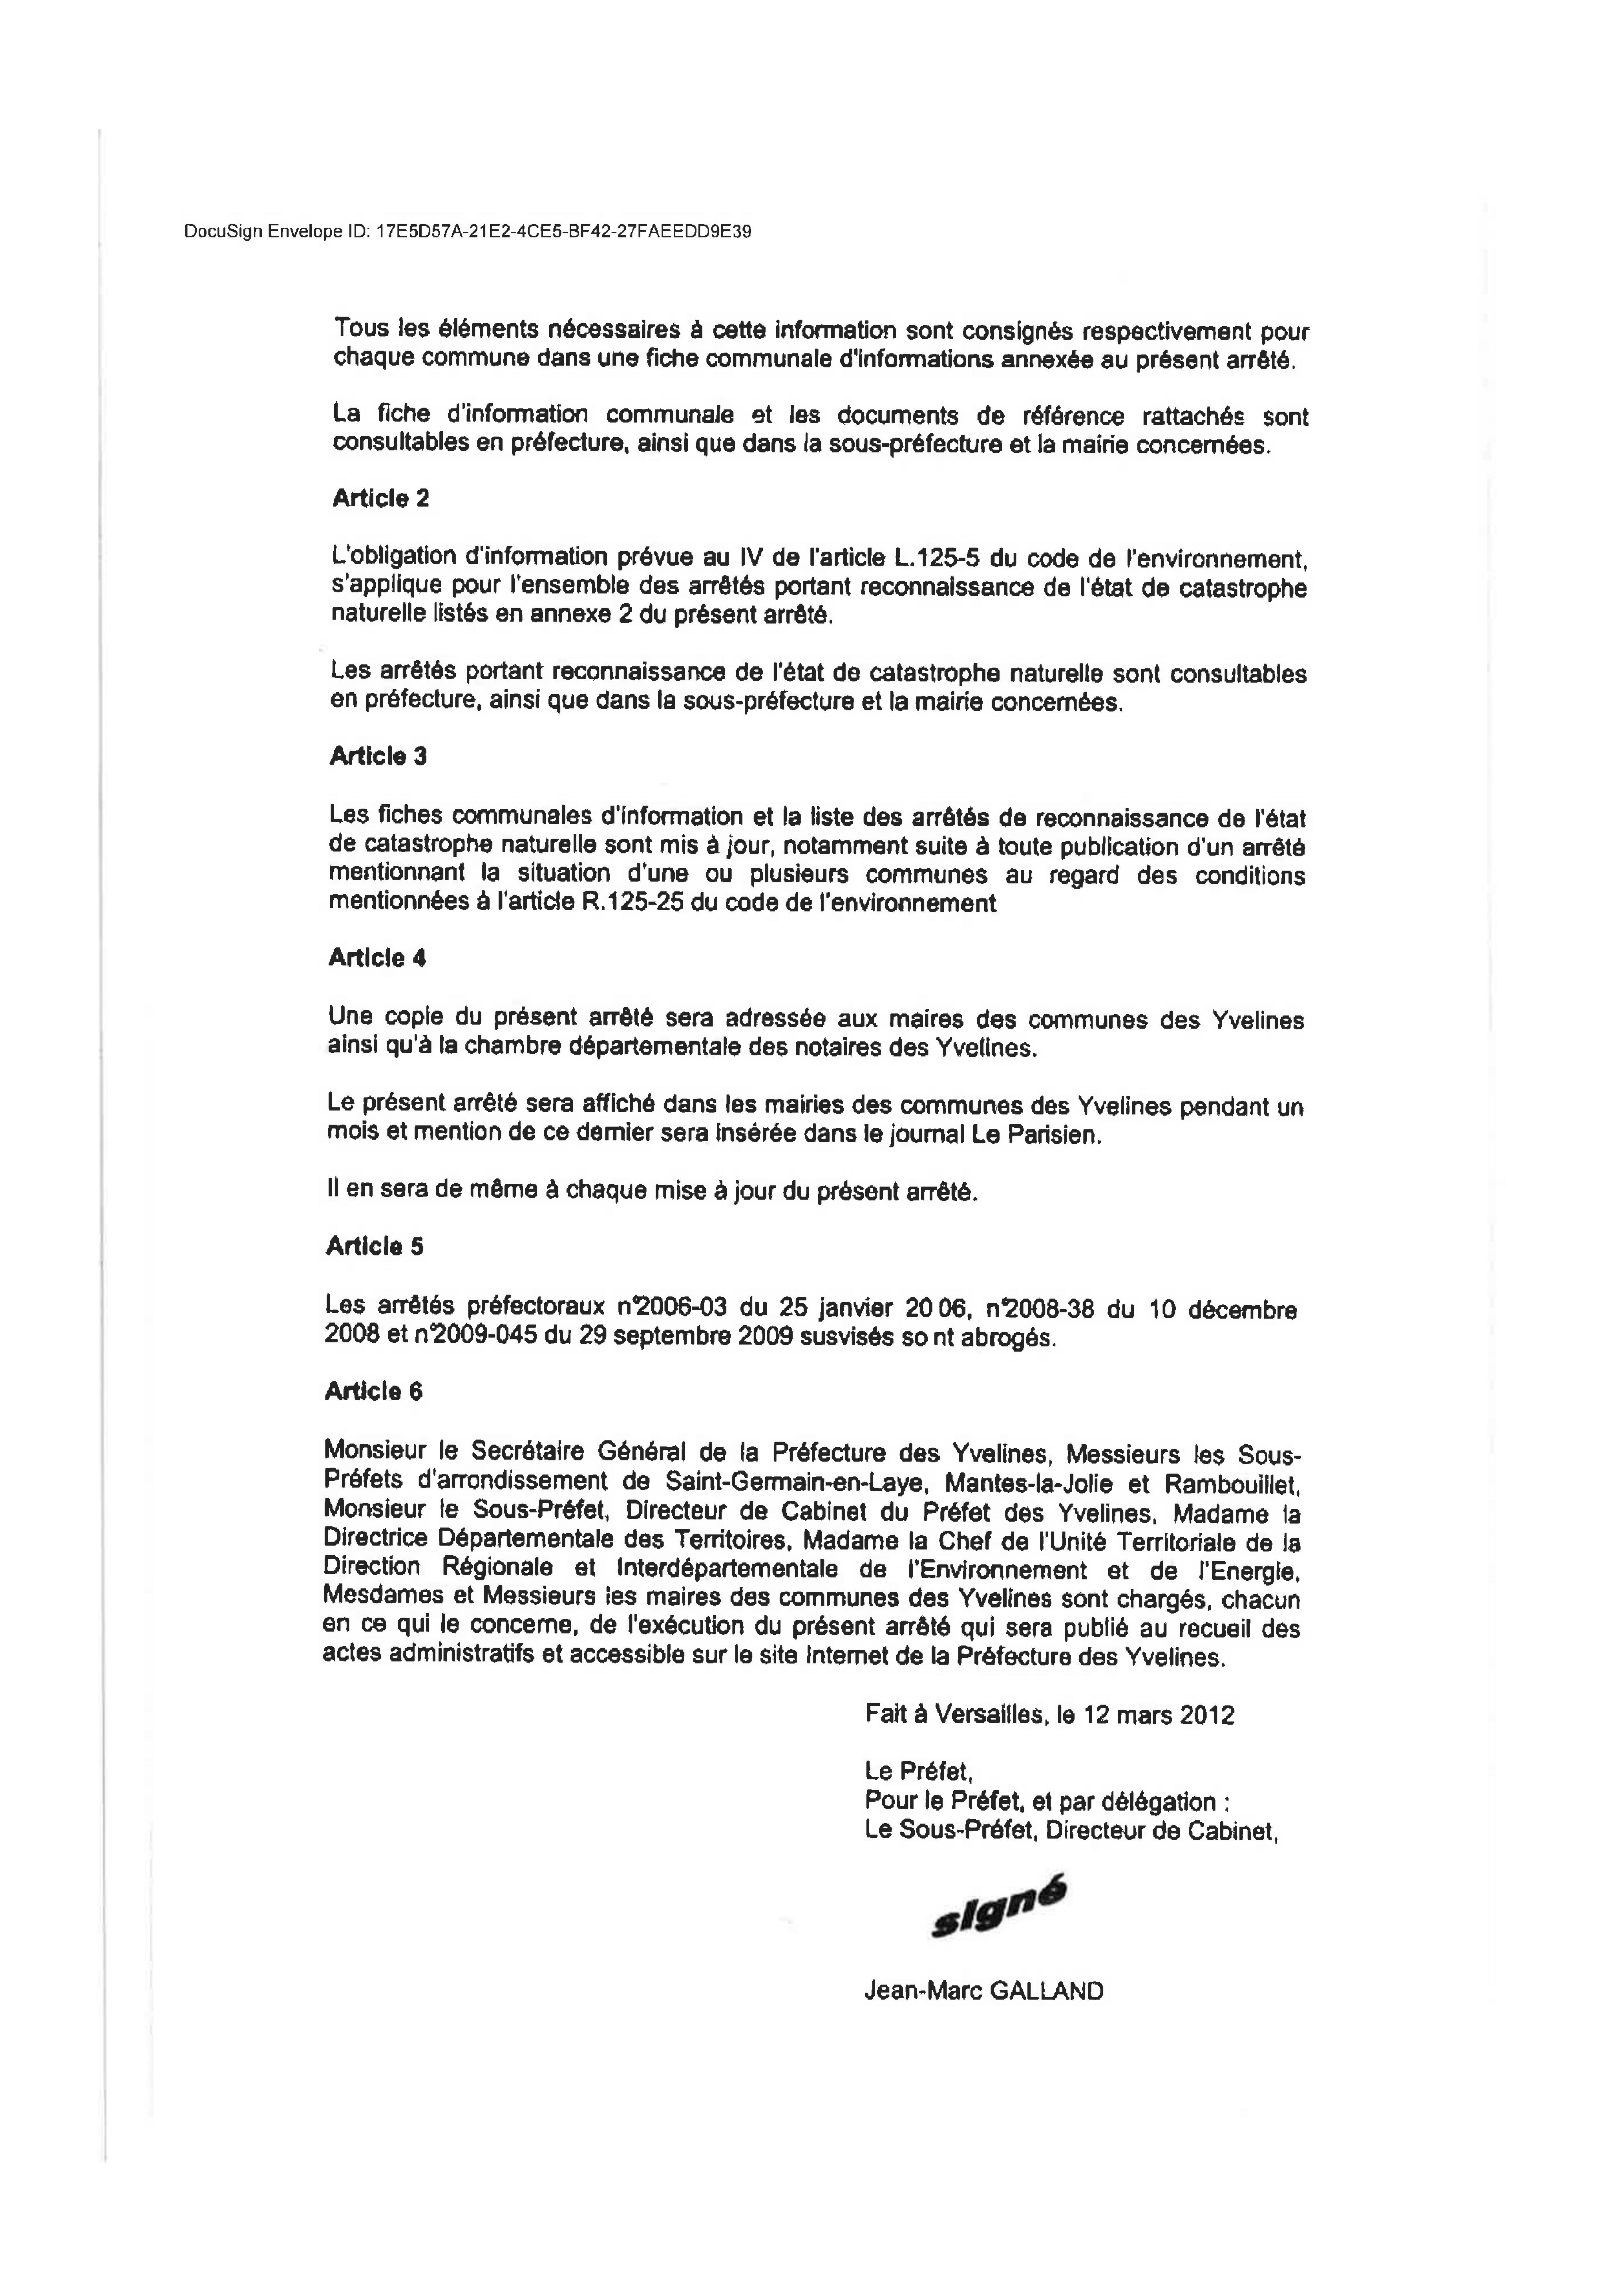 DocuSign Envelope ID: 17E5D57A-21E2-4CE5-BF42-27FAEEDD9E39
Tous les éléments nécessaires à cette information sont consignés respectivement pour
chaque commune dans une fiche communale d'informations annexée au présent arrêté.
La fiche d'information communale et les documents de référence rattachés sont
consultables en préfecture, ainsi que dans la sous-préfecture et la mairie concernées.
Article 2
L'obligation d'information prévue au IV de l'article L.125-5 du code de l'environnement,
s'applique pour l'ensemble des arrêtés portant reconnaissance de l'état de catastrophe
naturelle listés en annexe 2 du présent arrêté.
Les arrêtés portant reconnaissance de l'état de catastrophe naturelle sont consultables
en préfecture, ainsi que dans la sous-préfecture et la mairie concernées.
Article 3
Les fiches communales d'information et la liste des arrêtés de reconnaissance de l'état
de catastrophe naturelle sont mis à jour, notamment suite à toute publication d'un arrêté
mentionnant la situation d'une ou plusieurs communes au regard des conditions
mentionnées à l'article R.125-25 du code de l'environnement
Article 4
Une copie du présent arrêté sera adressée aux maires des communes des Yvelines
ainsi qu'à la chambre départementale des notaires des Yvelines.
Le présent arrêté sera affiché dans les mairies des communes des Yvelines pendant un
mois et mention de ce dernier sera insérée dans le journal Le Parisien.
Il en sera de même à chaque mise à jour du présent arrêté.
Article 5
Les arrêtés préfectoraux n°2006-03 du 25 janvier 20 06, n°2008-38 du 10 décembre
2008 et n°2009-045 du 29 septembre 2009 susvisés so nt abrogés.
Article 6
Monsieur le Secrétaire Général de la Préfecture des Yvelines, Messieurs les Sous-
Préfets d'arrondissement de Saint-Germain-en-Laye, Mantes-la-Jolie et Rambouillet,
Monsieur le Sous-Préfet, Directeur de Cabinet du Préfet des Yvelines, Madame la
Directrice Départementale des Territoires, Madame la Chef de l'Unité Territoriale de la
Direction Régionale et Interdépartementale de l'Environnement et de l'Energie,
Mesdames et Messieurs les maires des communes des Yvelines sont chargés, chacun
en ce qui le concerne, de l'exécution du présent arrêté qui sera publié au recueil des
actes administratifs et accessible sur le site Internet de la Préfecture des Yvelines.
Fait à Versailles, le 12 mars 2012
Le Préfet,
Pour le Préfet, et par délégation :
Le Sous-Préfet, Directeur de Cabinet,
signé
Jean-Marc GALLAND